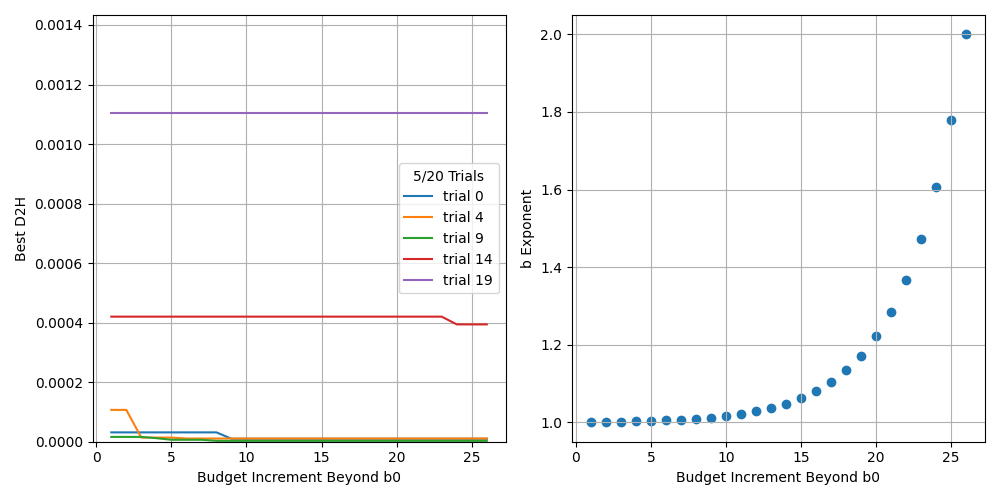 0.0014
0.0012
0.0010
0.0008
0.0006
0.0004
0.0002
0.0000
Best D2H
0 5 10 15 20 25
Budget Increment Beyond b0
5/20 Trials
trial 0
trial 4
trial 9
trial 14
trial 19
2.0
1.8
1.6
1.4
1.2
1.0
b Exponent
0 5 10 15 20 25
Budget Increment Beyond b0